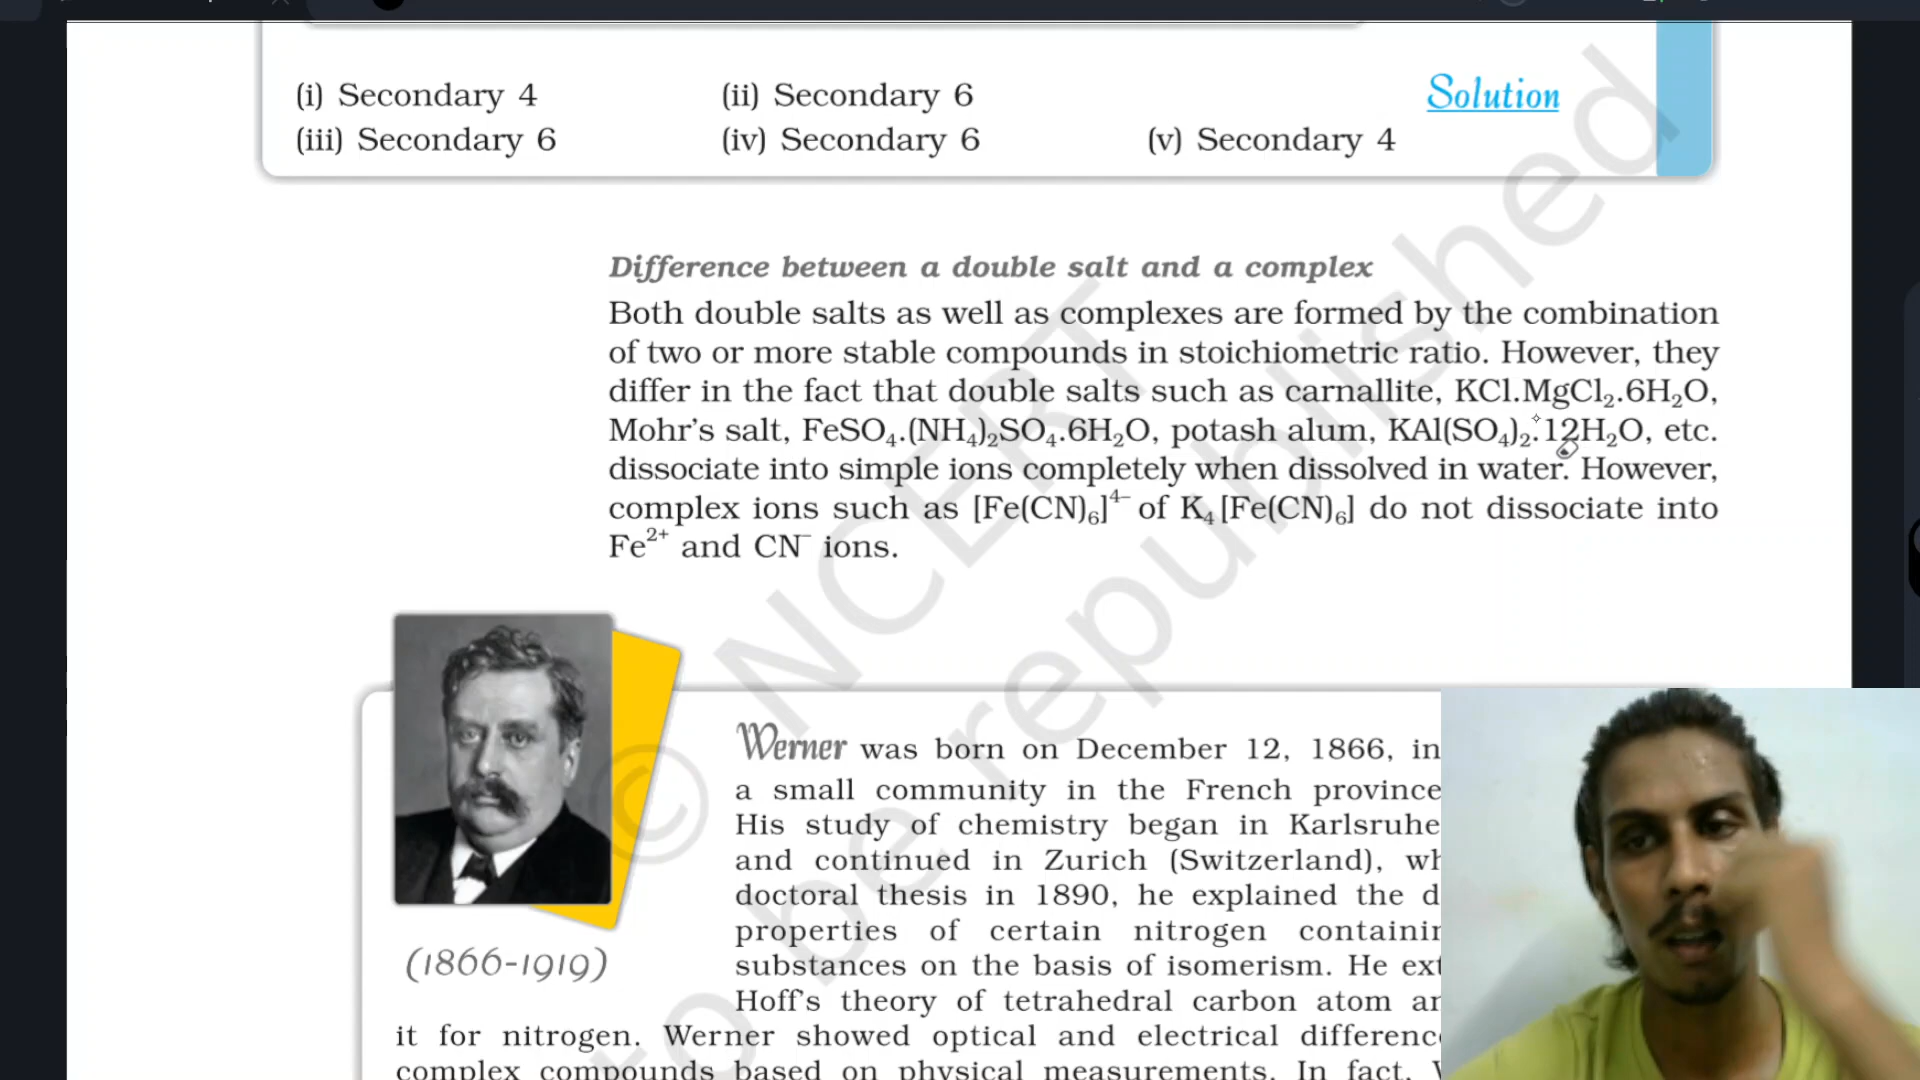 (i) Secondary 4 (ii) Secondary 6 Solution
(iii) Secondary 6 (iv) Secondary 6 (v) Secondary 4
Difference between a double salt and a complex
Both double salts as well as complexes are formed by the combination
of two or more stable compounds in stoichiometric ratio. However, they
differ in the fact that double salts such as carnallite, KCl.MgCl₂.6H₂O,
Mohr's salt, FeSO₄.(NH₄)₂SO₄.6H₂O, potash alum, KAl(SO₄)₂.12H₂O, etc.
dissociate into simple ions completely when dissolved in water. However,
complex ions such as [Fe(CN)₆]⁴⁻ of K₄[Fe(CN)₆] do not dissociate into
Fe²⁺ and CN⁻ ions.
Werner was born on December 12, 1866, in
a small community in the French province
His study of chemistry began in Karlsruhe
and continued in Zurich (Switzerland),
doctoral thesis in 1890, he explained the
properties of certain nitrogen
substances on the basis of isomerism. He
Hoff's theory of tetrahedral carbon atom
(1866-1919)
it for nitrogen. Werner showed optical and electrical
complex compounds based on physical measurements. In fact,
© NCERT
to be republished